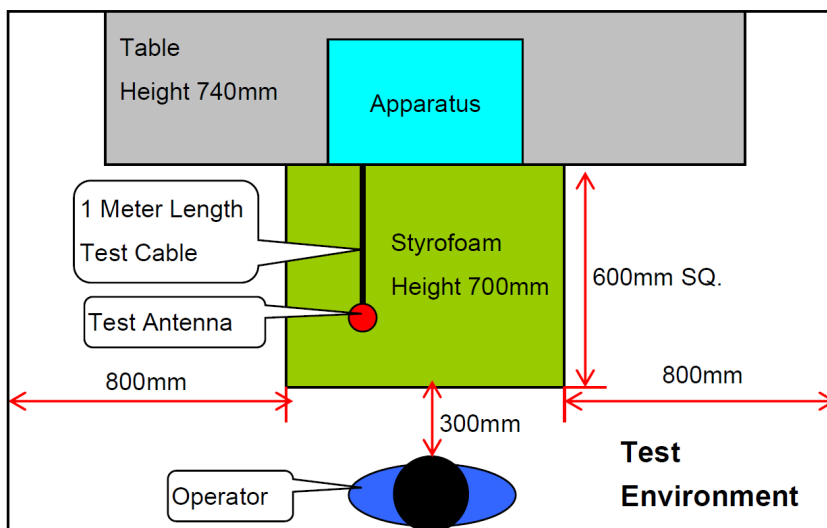 Table
Height 740mm
Apparatus
1 Meter Length
Test Cable
Styrofoam
Height 700mm
600mm SQ.
Test Antenna
800mm
300mm
800mm
Operator
Test
Environment